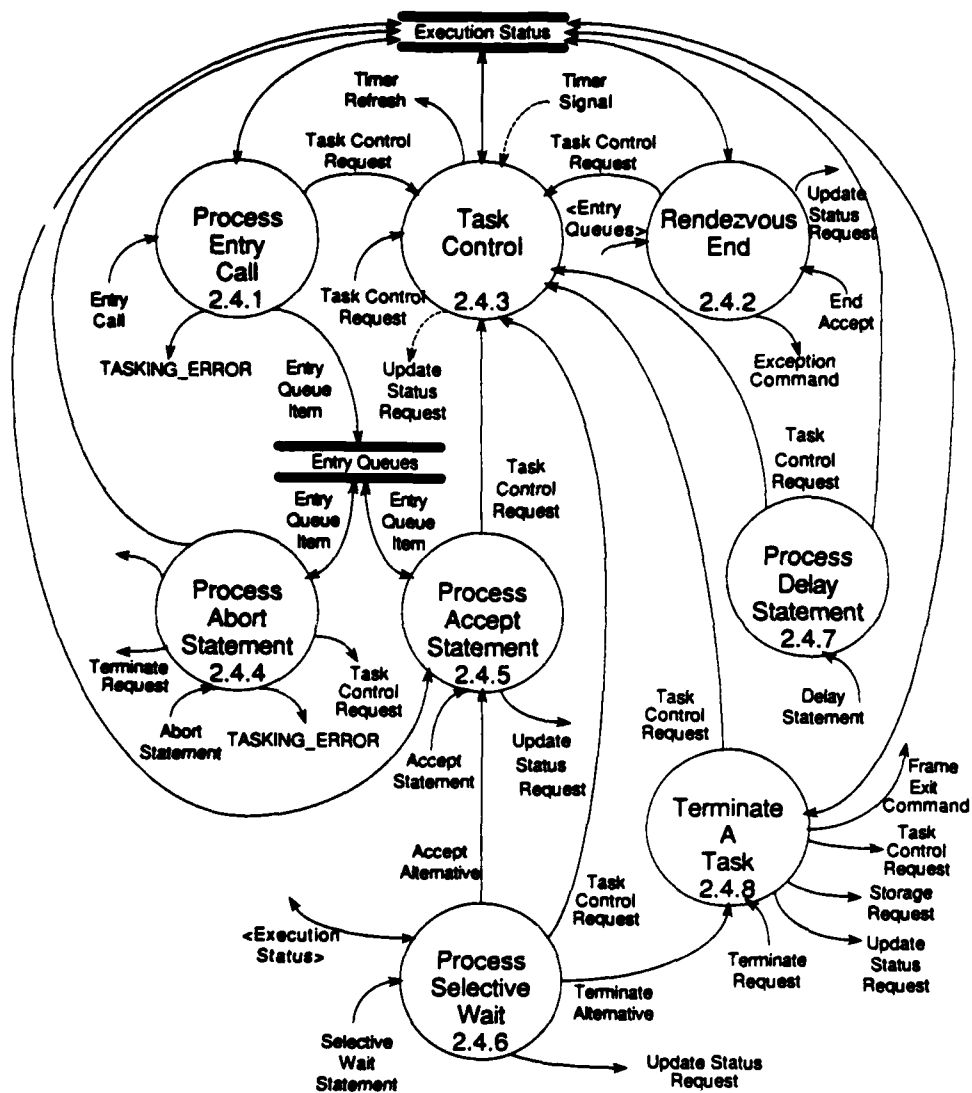 Execution Status
Timer
Refresh
Timer
Signal
Task Control
Request
Task Control
Request
Process
Entry
Call
2.4.1
Task
Control
2.4.3
<Entry
Queues>
Rendezvous
End
2.4.2
Update
Status
Request
Entry
Call
Task Control
Request
End
Accept
TASKING_ERROR
Entry
Queue
Item
Update
Status
Request
Exception
Command
Entry Queues
Task
Control
Request
Task
Control
Request
Entry
Queue
Item
Entry
Queue
Item
Process
Abort
Statement
2.4.4
Process
Accept
Statement
2.4.5
Process
Delay
Statement
2.4.7
Terminate
Request
Task
Control
Request
Abort
Statement
TASKING_ERROR
Accept
Statement
Update
Status
Request
Task
Control
Request
Delay
Statement
Frame
Exit
Command
Terminate
A
Task
2.4.8
Task
Control
Request
Storage
Request
Update
Status
Request
Terminate
Request
Accept
Alternative
Task
Control
Request
<Execution
Status>
Process
Selective
Wait
2.4.6
Terminate
Alternative
Selective
Wait
Statement
Update Status
Request